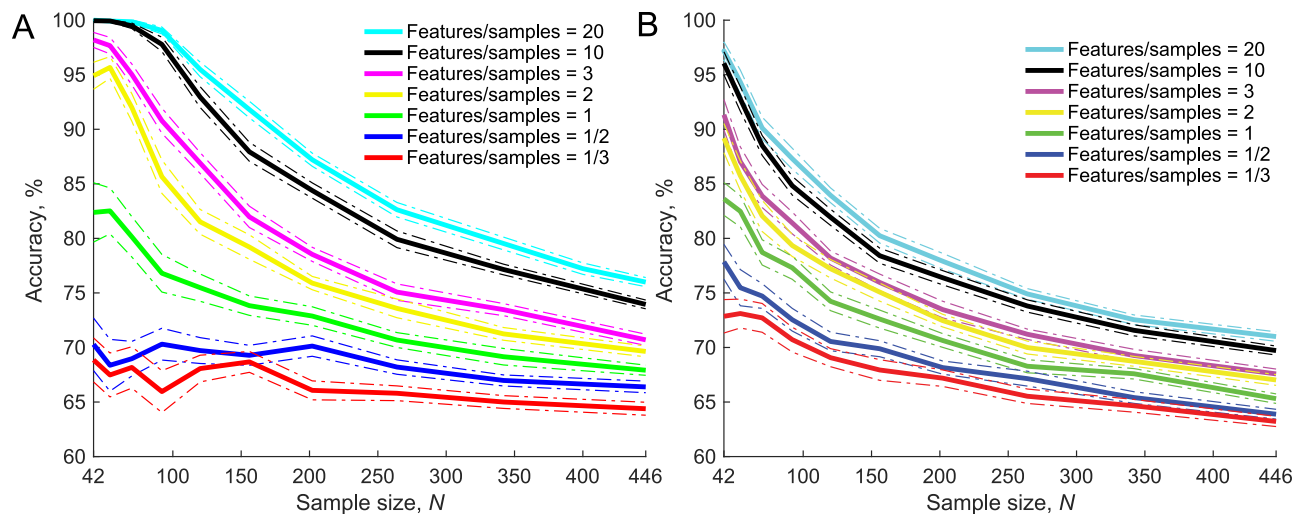 A
Accuracy, %
100
95
90
85
80
75
70
65
60
Features/samples = 20
Features/samples = 10
Features/samples = 3
Features/samples = 2
Features/samples = 1
Features/samples = 1/2
Features/samples = 1/3
42 100 150 200 250 300 350 400 446
Sample size, N
B
Accuracy, %
100
95
90
85
80
75
70
65
60
Features/samples = 20
Features/samples = 10
Features/samples = 3
Features/samples = 2
Features/samples = 1
Features/samples = 1/2
Features/samples = 1/3
42 100 150 200 250 300 350 400 446
Sample size, N